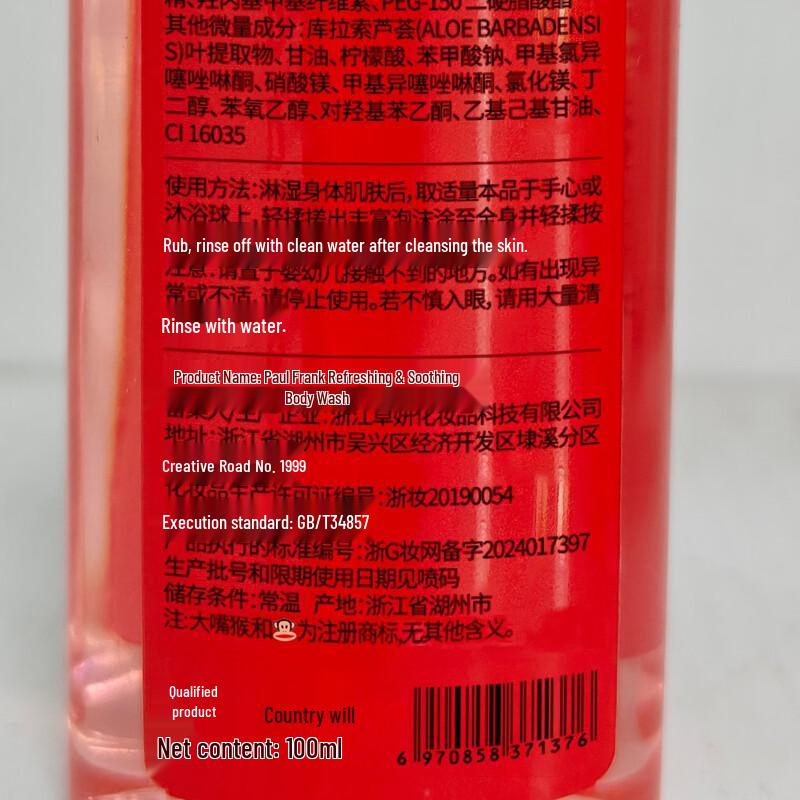 精、羟丙基甲基纤维素、PEG-150 二硬脂酸酯
其他微量成分：库拉索芦荟(ALOE BARBADENSI
S)叶提取物、甘油、柠檬酸、苯甲酸钠、甲基氯异
噻唑啉酮、硝酸镁、甲基异噻唑啉酮、氯化镁、丁
二醇、苯氧乙醇、对羟基苯乙酮、乙基己基甘油、
CI 16035
使用方法：淋湿身体肌肤后，取适量本品于手心或
沐浴球上，轻揉搓出丰富泡沫涂至全身并轻揉按
Rub, rinse off with clean water after cleansing the skin.
注意：请置于婴幼儿接触不到的地方。如有出现异
常或不适，请停止使用。若不慎入眼，请用大量清
Rinse with water.
Product Name: Paul Frank Refreshing & Soothing
Body Wash
企业：浙江卓妍化妆品科技有限公司
地址：浙江省湖州市吴兴区经济开发区埭溪分区
Creative Road No. 1999
化妆品生产许可证编号：浙妆20190054
Execution standard: GB/T34857
产品执行的标准编号：浙G妆网备字2024017397
生产批号和限期使用日期见喷码
储存条件：常温 产地：浙江省湖州市
注：大嘴猴和为注册商标，无其他含义。
Qualified
product
Country will
Net content: 100ml
6 970858 371376